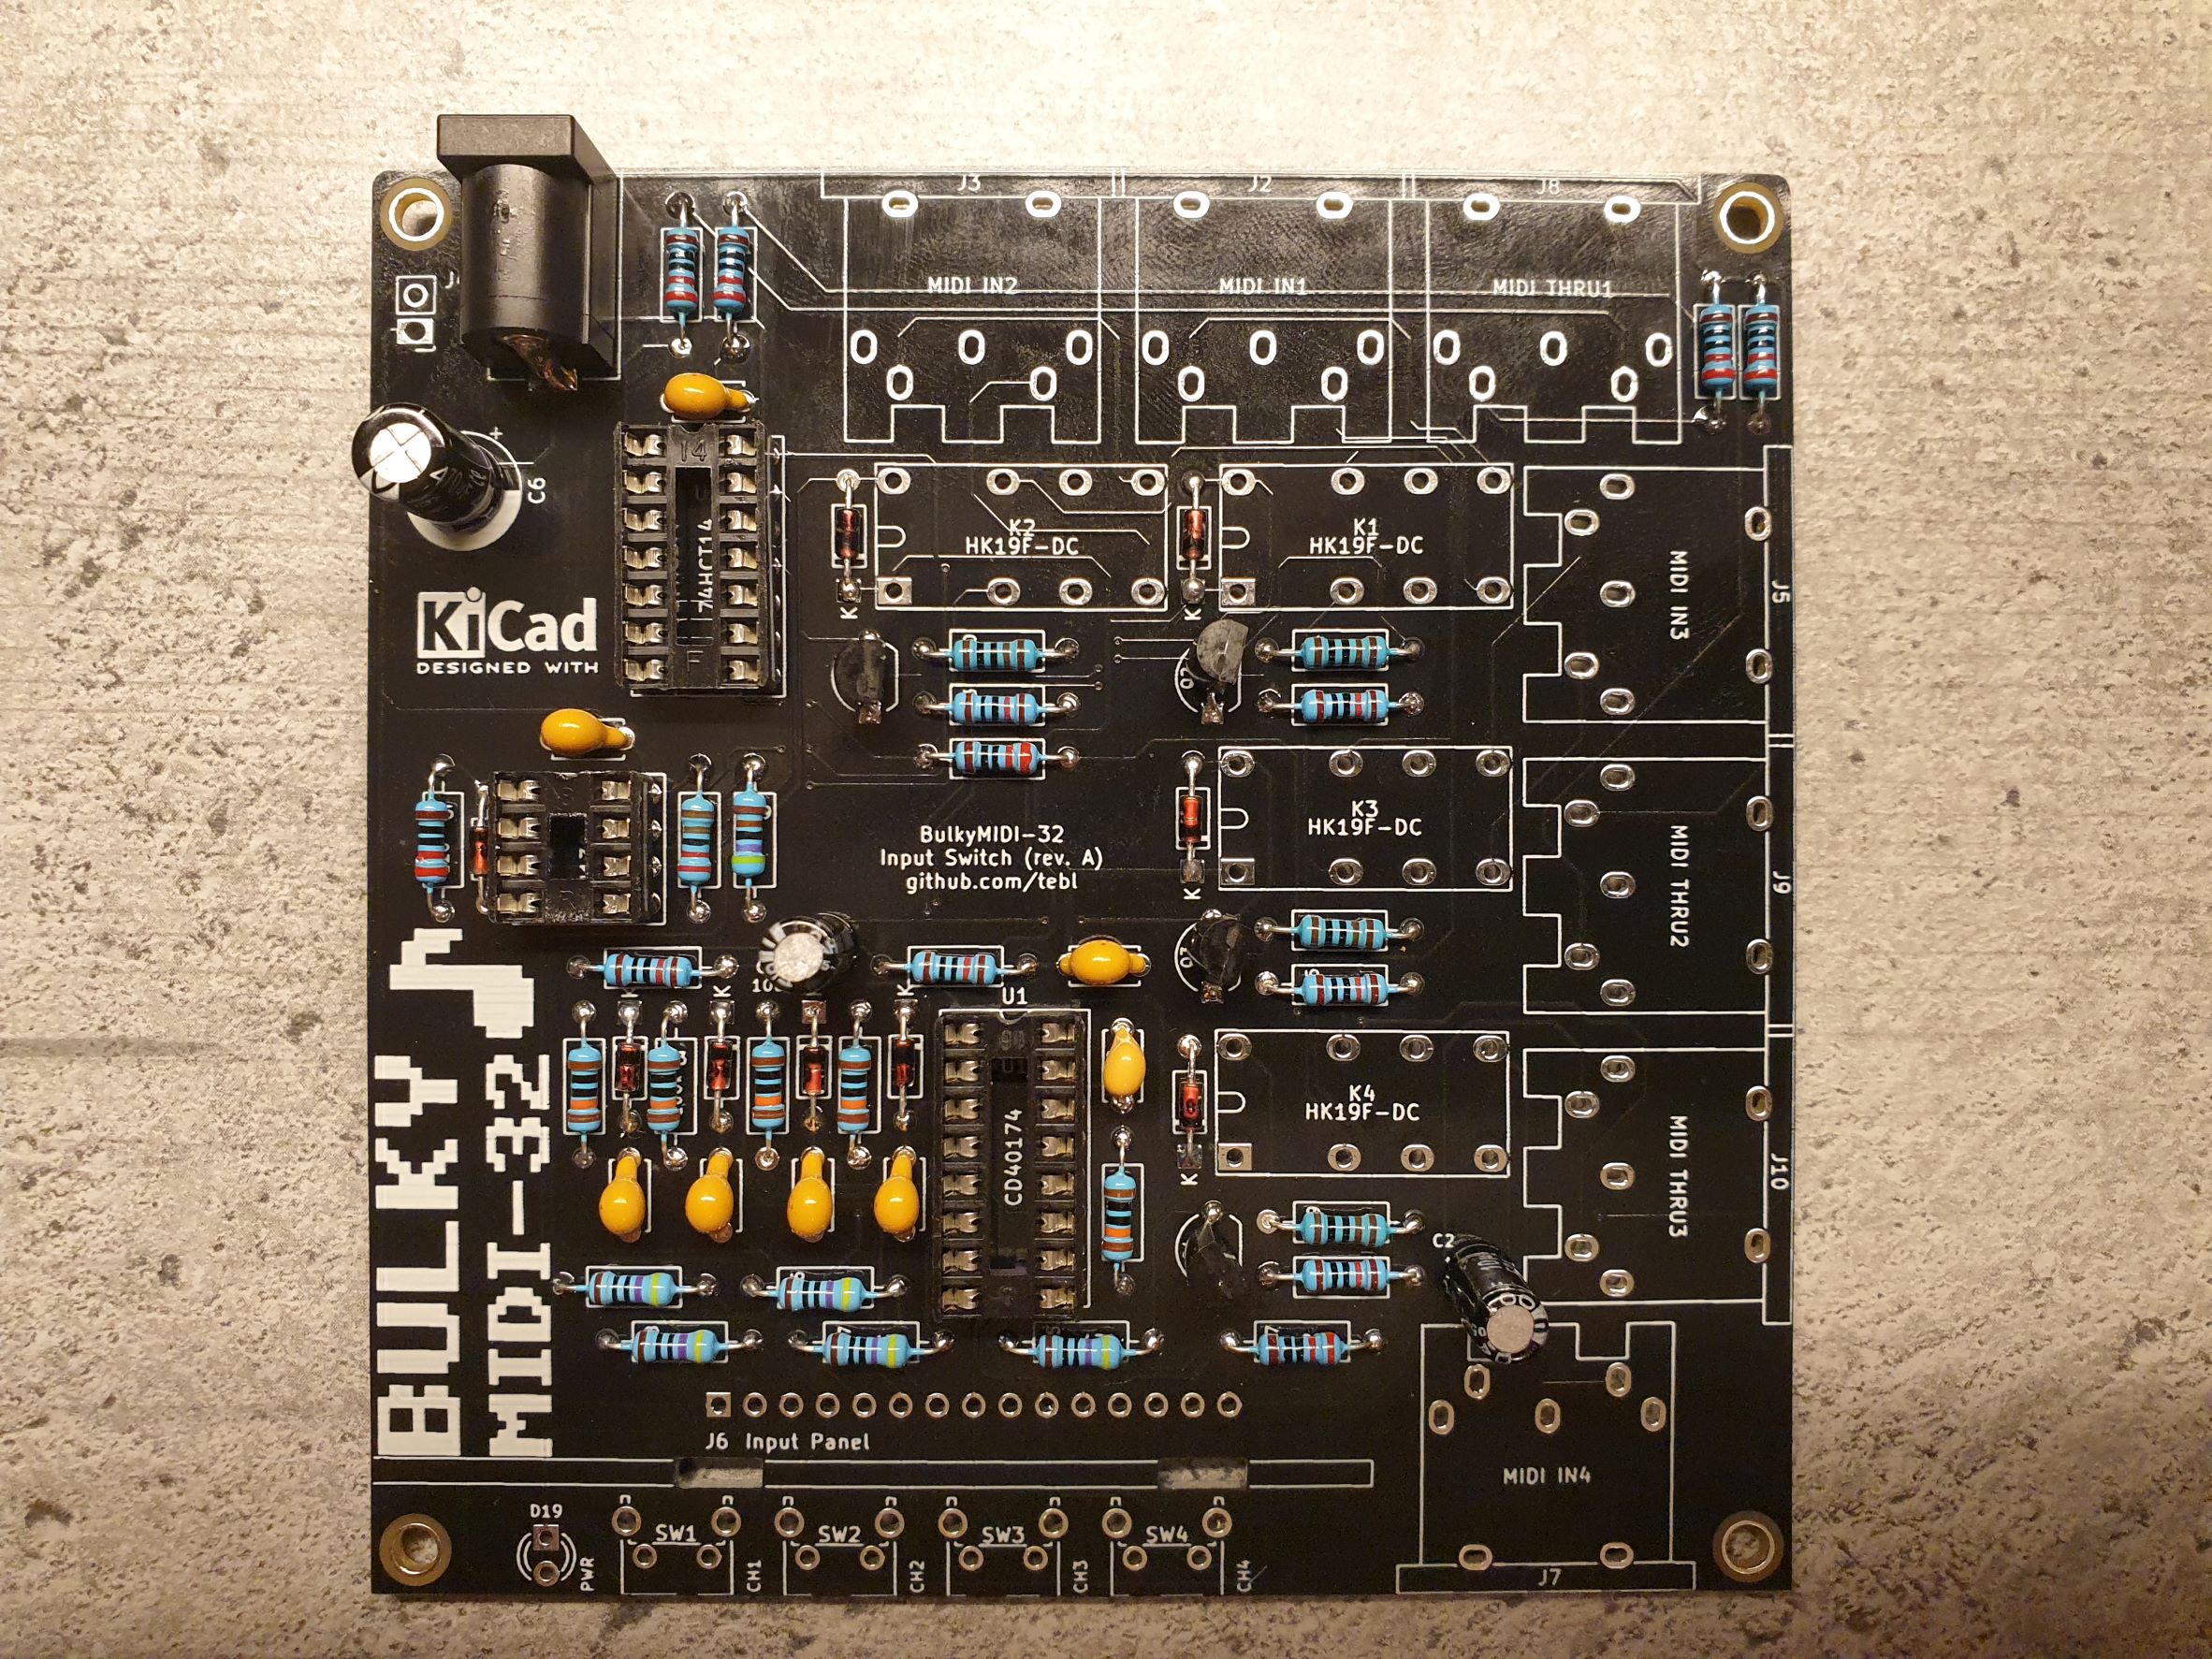 J3
J2
J8
MIDI IN2
MIDI IN1
MIDI THRU1
+
C6
14
74HCT14
K2
HK19F-DC
K
K1
HK19F-DC
K
MIDI IN3
J5
KiCad
DESIGNED WITH
Q2
K3
HK19F-DC
K
MIDI THRU2
J9
BulkyMIDI-32
Input Switch (rev. A)
github.com/tebl
K
K
U1
CD40174
K4
HK19F-DC
K
MIDI THRU3
J10
C2
BULKY
MIDI-32
J6 Input Panel
MIDI IN4
J7
D19
PWR
SW1
CH1
SW2
CH2
SW3
CH3
SW4
CH4